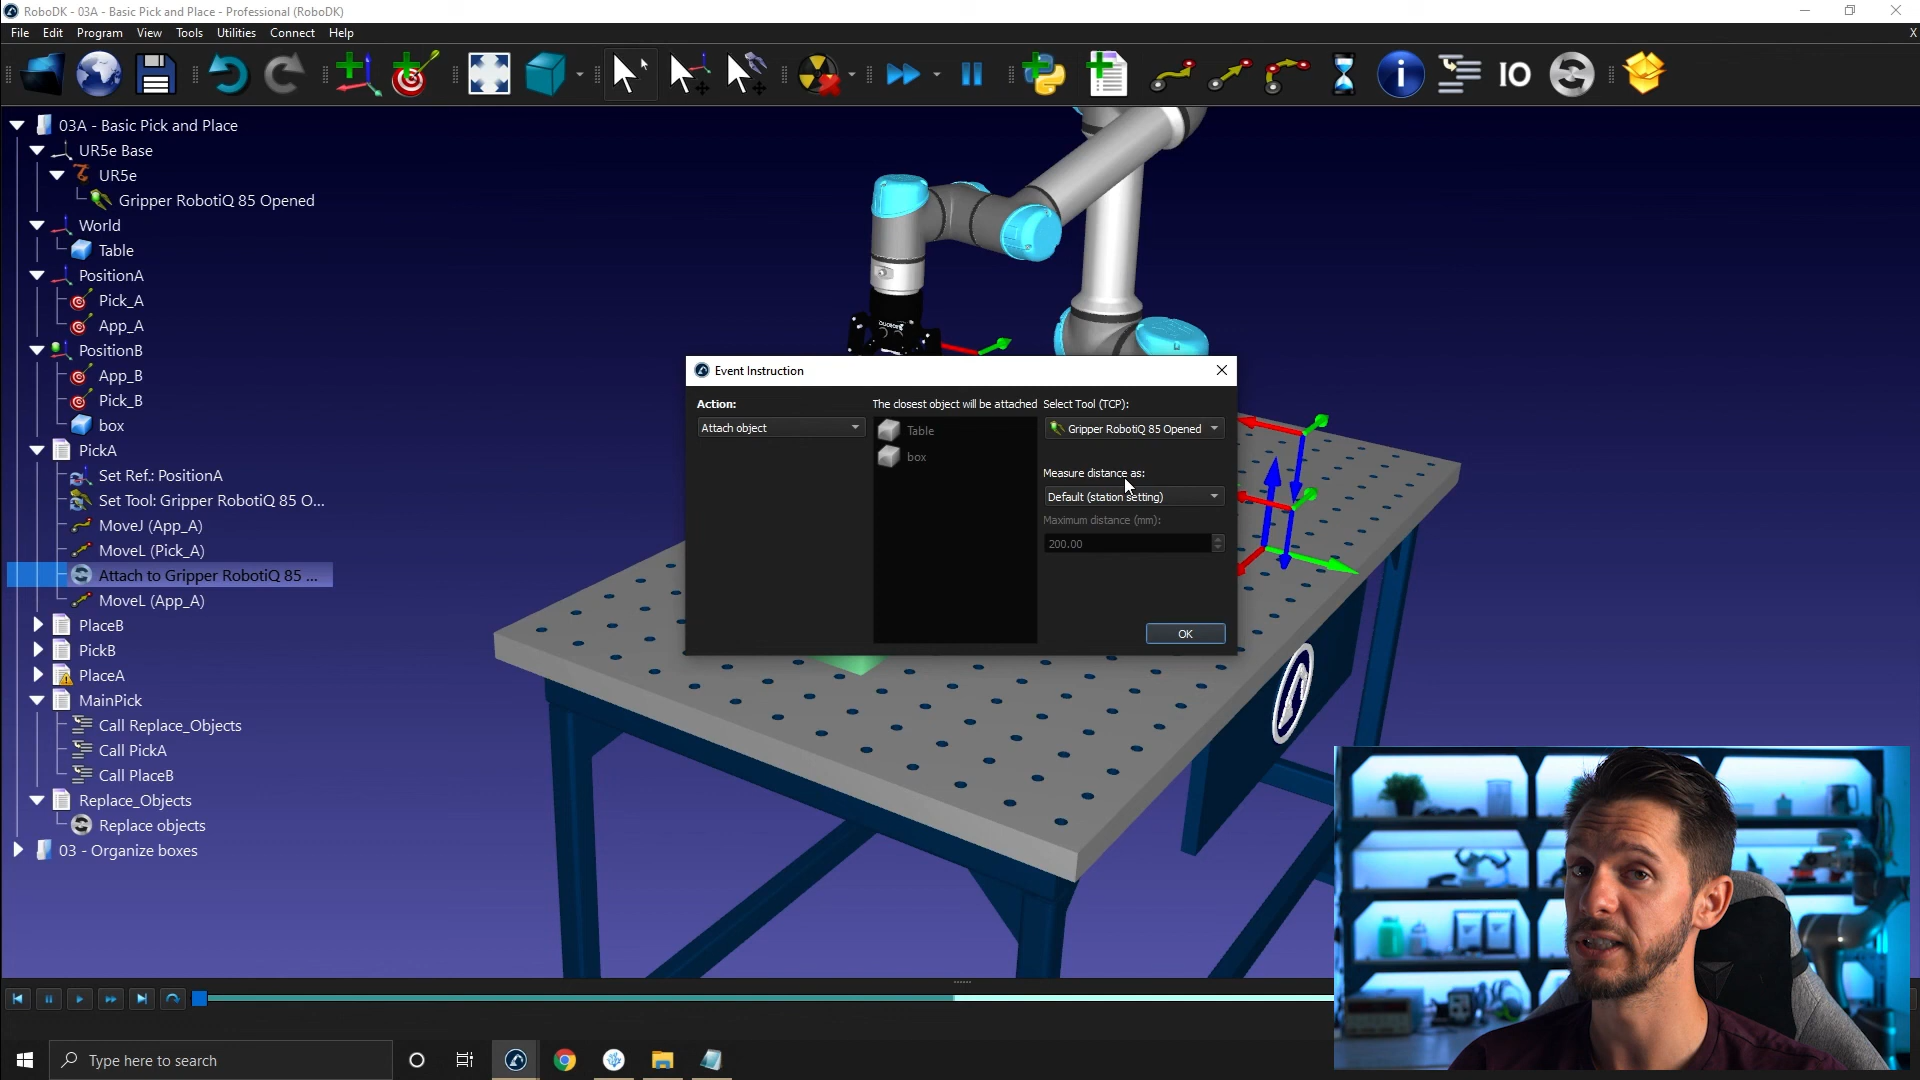 RoboDK - 03A - Basic Pick and Place - Professional (RoboDK)
File Edit Program View Tools Utilities Connect Help X
IO
03A - Basic Pick and Place
UR5e Base
UR5e
Gripper RobotiQ 85 Opened
World
Table
PositionA
Pick_A
App_A
PositionB
App_B
Pick_B
box
PickA
Set Ref.: PositionA
Set Tool: Gripper RobotiQ 85 O...
MoveJ (App_A)
MoveL (Pick_A)
Attach to Gripper RobotiQ 85 ...
MoveL (App_A)
PlaceB
PickB
PlaceA
MainPick
Call Replace_Objects
Call PickA
Call PlaceB
Replace_Objects
Replace objects
03 - Organize boxes
Event Instruction
Action:
Attach object
The closest object will be attached
Table
box
Select Tool (TCP):
Gripper RobotiQ 85 Opened
Measure distance as:
Default (station setting)
Maximum distance (mm):
200.00
OK
Type here to search